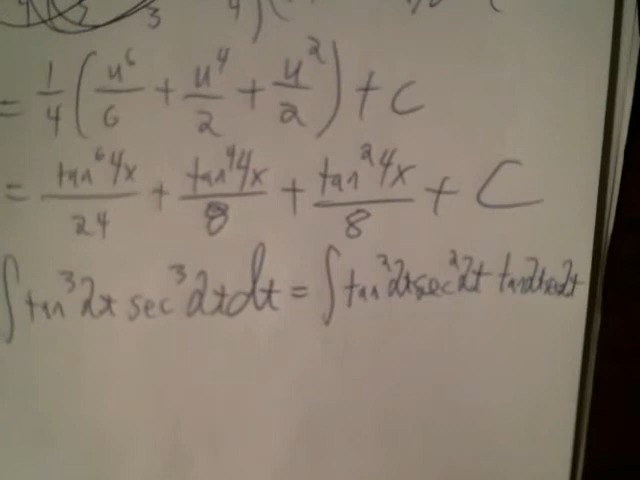 = 1/4 (u^6/6 + u^4/2 + u^2/2) + C
= tan^6 4x/24 + tan^4 4x/8 + tan^2 4x/8 + C
∫tan^3 2t sec^3 2t dt = ∫tan^2 2t sec^2 2t tan2t sec2t